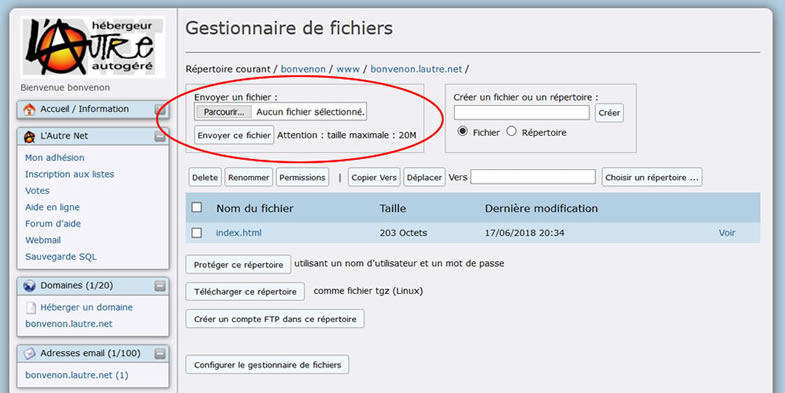 hébergeur
L'AUTRE
NET
autogéré
Bienvenue bonvenon
Accueil / Information
L'Autre Net
Mon adhésion
Inscription aux listes
Votes
Aide en ligne
Forum d'aide
Webmail
Sauvegarde SQL
Domaines (1/20)
Héberger un domaine
bonvenon.lautre.net
Adresses email (1/100)
bonvenon.lautre.net (1)
Gestionnaire de fichiers
Répertoire courant / bonvenon / www / bonvenon.lautre.net /
Envoyer un fichier :
Parcourir... Aucun fichier sélectionné.
Envoyer ce fichier Attention : taille maximale : 20M
Créer un fichier ou un répertoire :
Créer
Fichier Répertoire
Delete Renommer Permissions | Copier Vers Déplacer Vers Choisir un répertoire ...
Nom du fichier Taille Dernière modification
index.html 203 Octets 17/06/2018 20:34 Voir
Protéger ce répertoire utilisant un nom d'utilisateur et un mot de passe
Télécharger ce répertoire comme fichier tgz (Linux)
Créer un compte FTP dans ce répertoire
Configurer le gestionnaire de fichiers